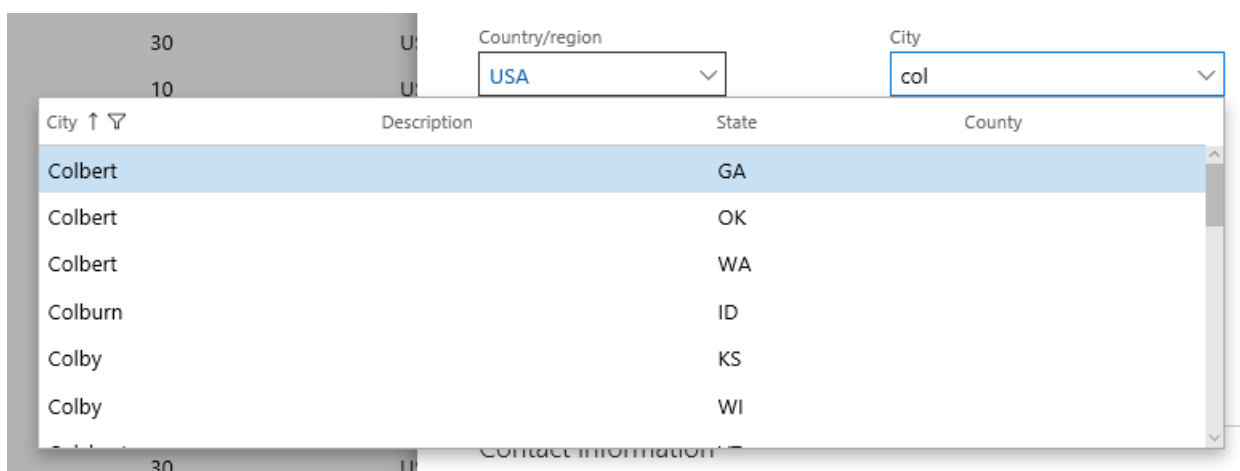 Country/region City
30 U
USA col
10 U
City ↑ Description State County
Colbert GA
Colbert OK
Colbert WA
Colburn ID
Colby KS
Colby WI
Contact information
30 U